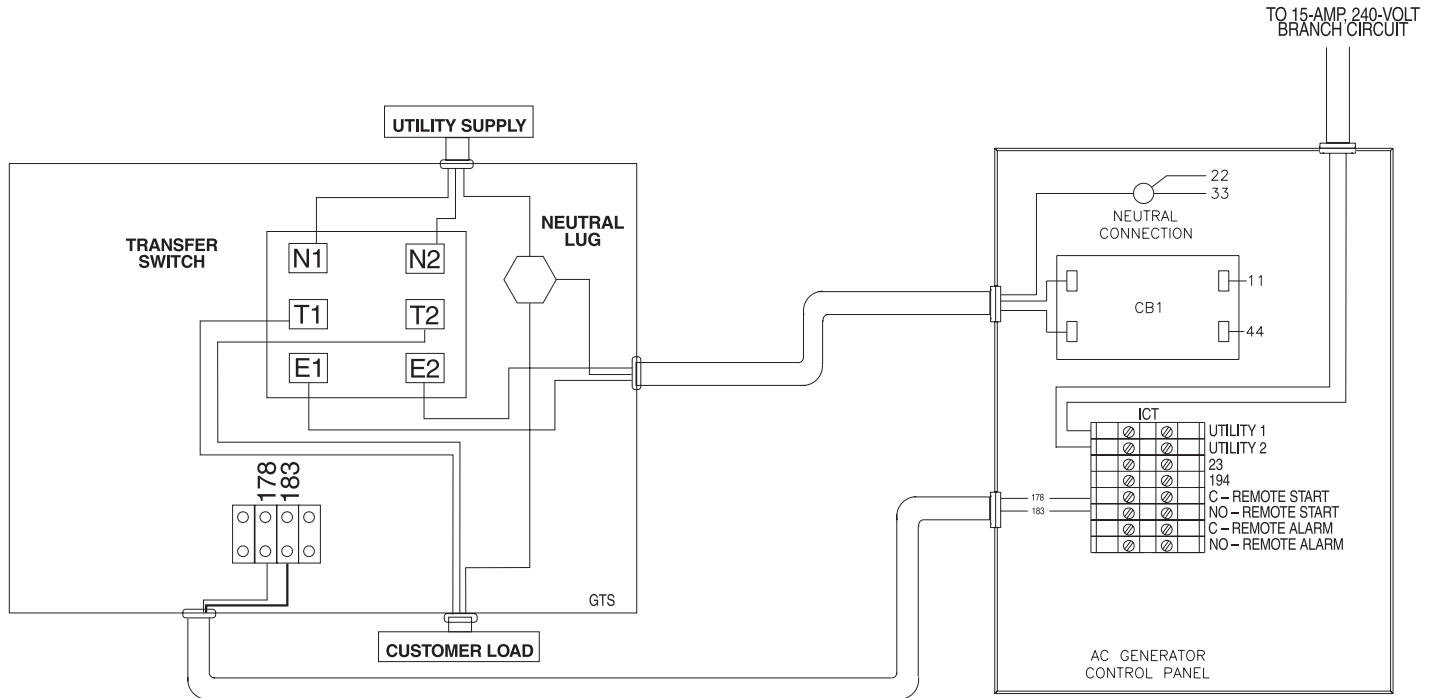 TO 15-AMP, 240-VOLT
BRANCH CIRCUIT
UTILITY SUPPLY
TRANSFER
SWITCH
NEUTRAL
LUG
N1
N2
T1
T2
E1
E2
178
183
GTS
CUSTOMER LOAD
22
33
NEUTRAL
CONNECTION
CB1
11
44
ICT
UTILITY 1
UTILITY 2
23
194
178
C – REMOTE START
183
NO – REMOTE START
C – REMOTE ALARM
NO – REMOTE ALARM
AC GENERATOR
CONTROL PANEL